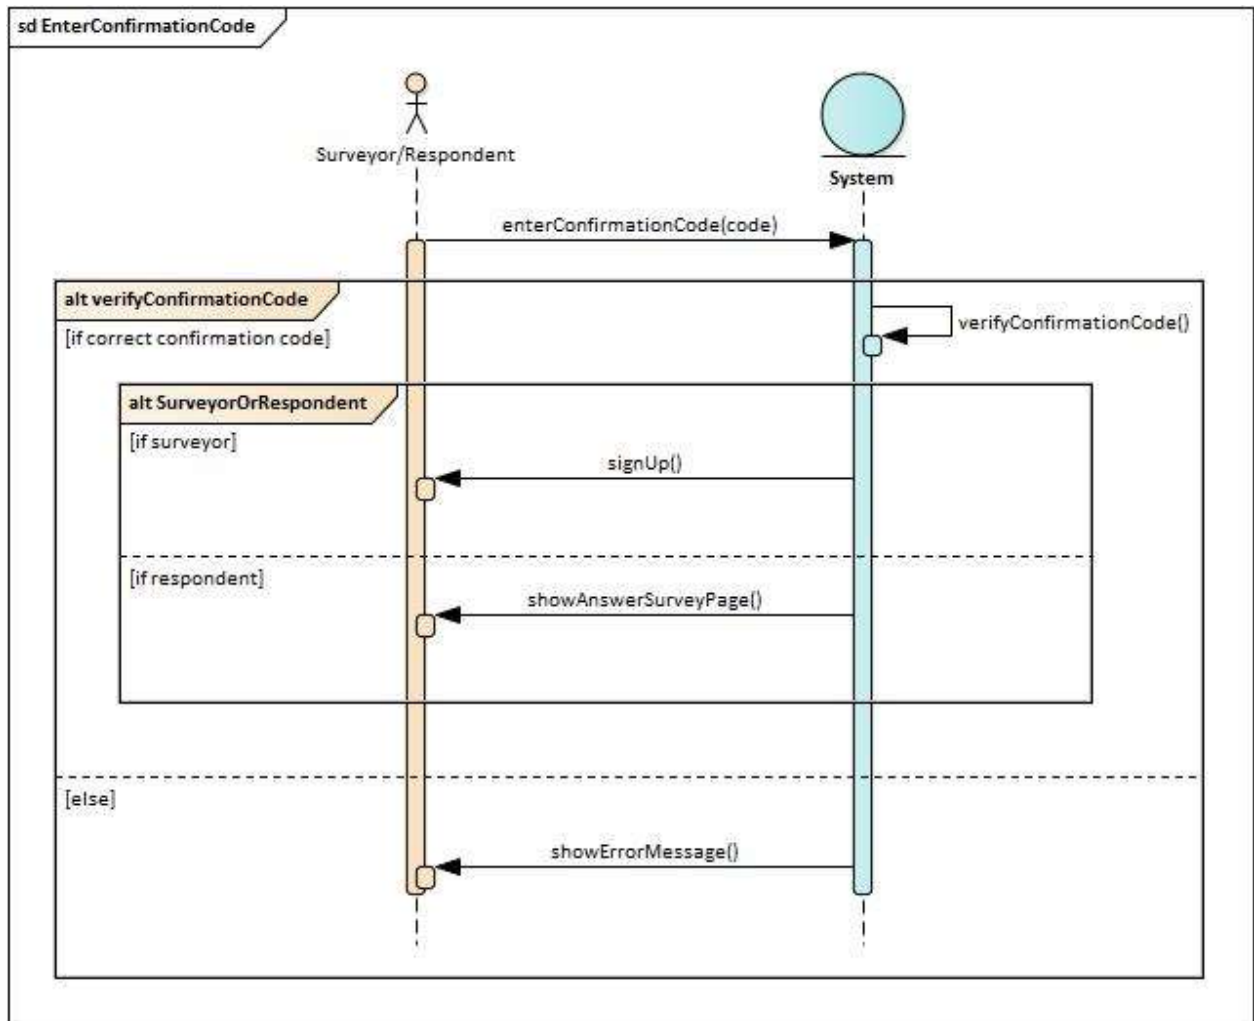 sd EnterConfirmationCode
Surveyor/Respondent
System
enterConfirmationCode(code)
alt verifyConfirmationCode
[if correct confirmation code]
verifyConfirmationCode()
alt SurveyorOrRespondent
[if surveyor]
signUp()
[if respondent]
showAnswerSurveyPage()
[else]
showErrorMessage()